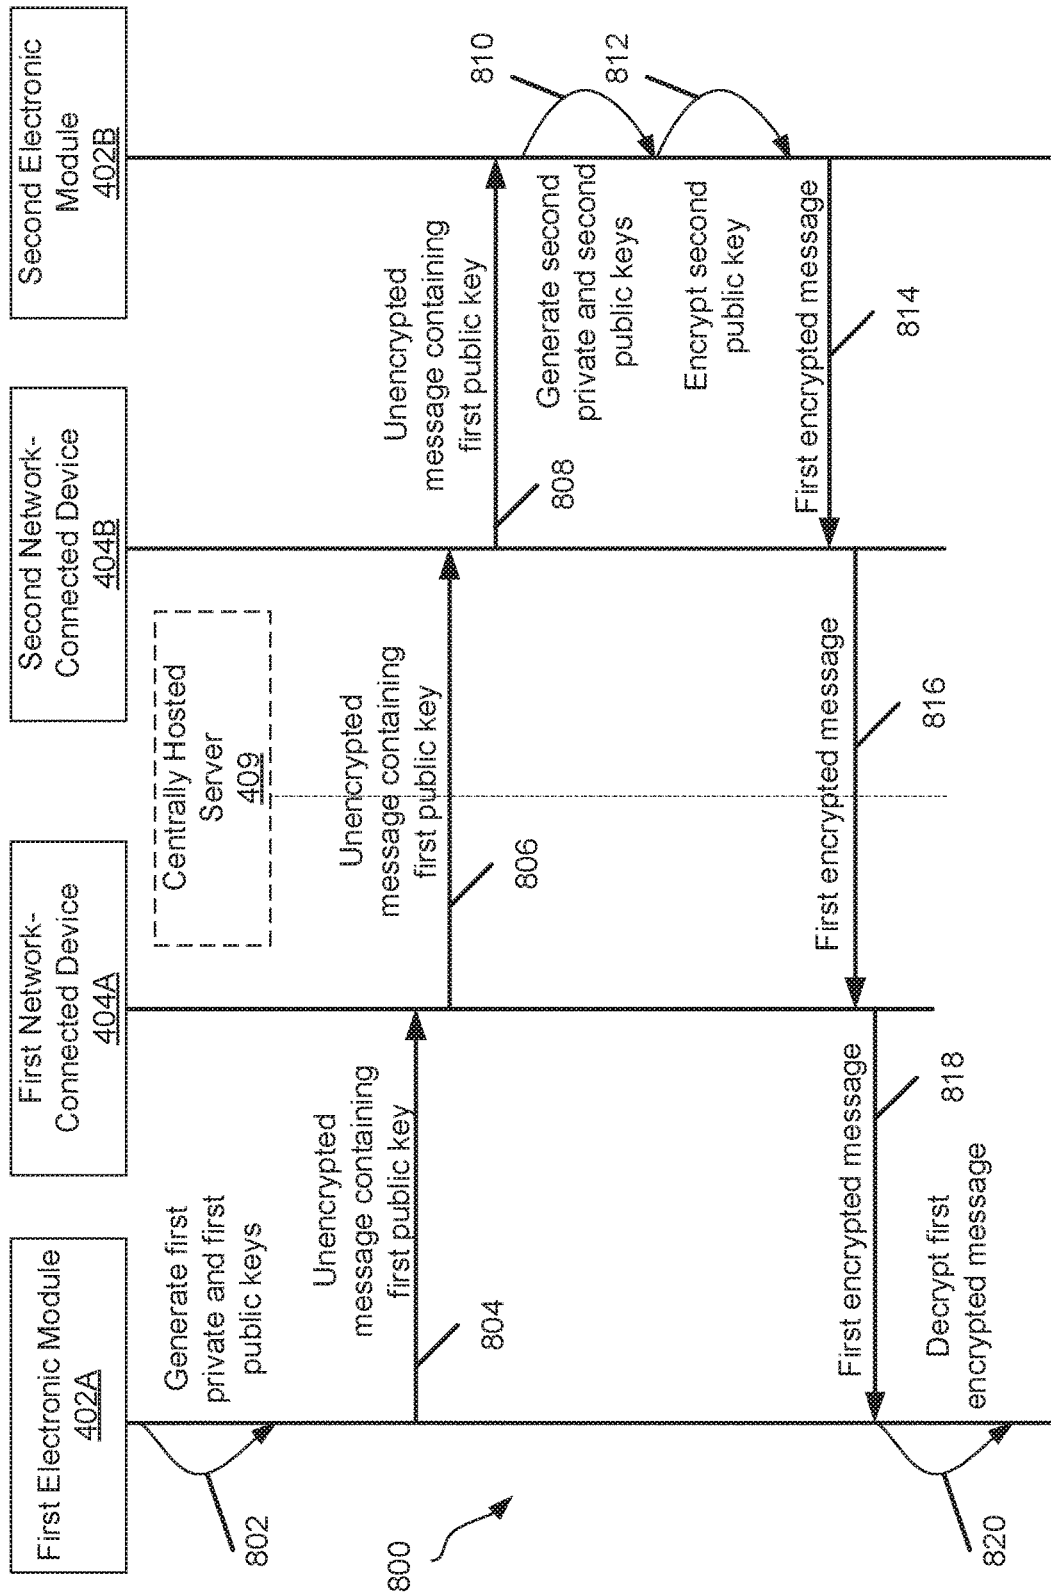 First Electronic Module
402A
First Network-
Connected Device
404A
Second Network-
Connected Device
404B
Second Electronic
Module
402B
Centrally Hosted
Server
409
802
Generate first
private and first
public keys
Unencrypted
message containing
first public key
804
Unencrypted
message containing
first public key
806
Unencrypted
message containing
first public key
808
810
Generate second
private and second
public keys
812
Encrypt second
public key
First encrypted message
814
First encrypted message
816
First encrypted message
818
Decrypt first
encrypted message
820
800